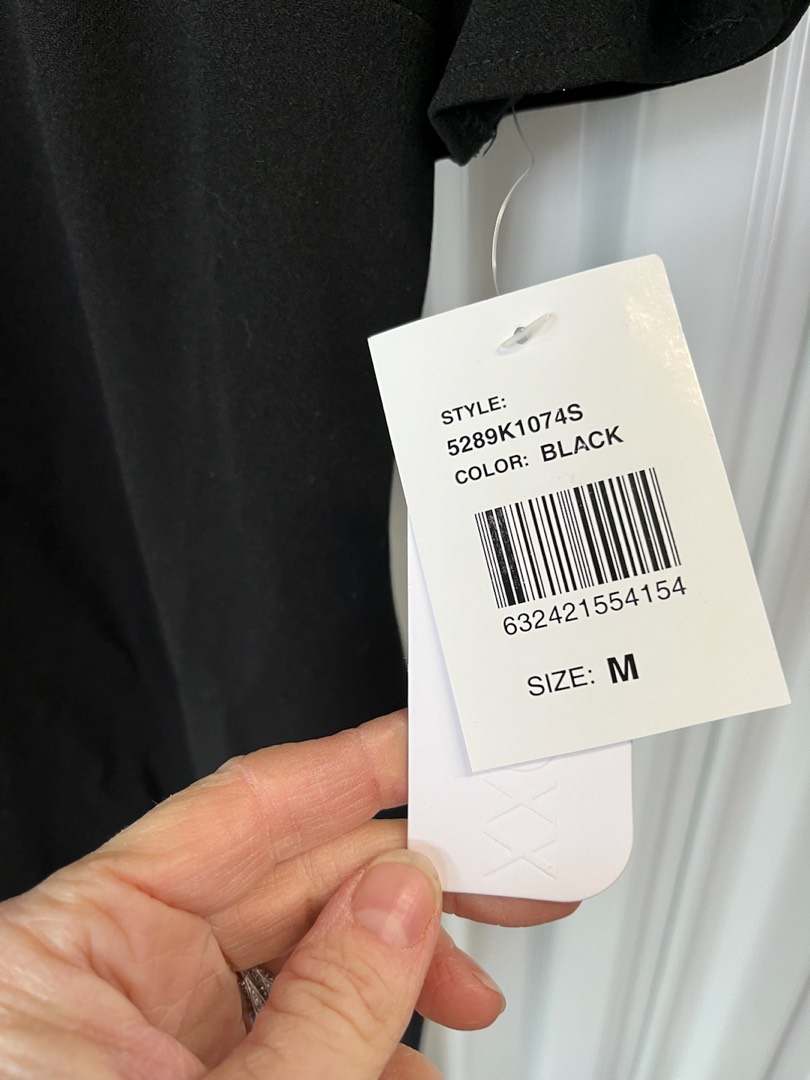 STYLE:
5289K1074S
COLOR: BLACK
632421554154
SIZE: M